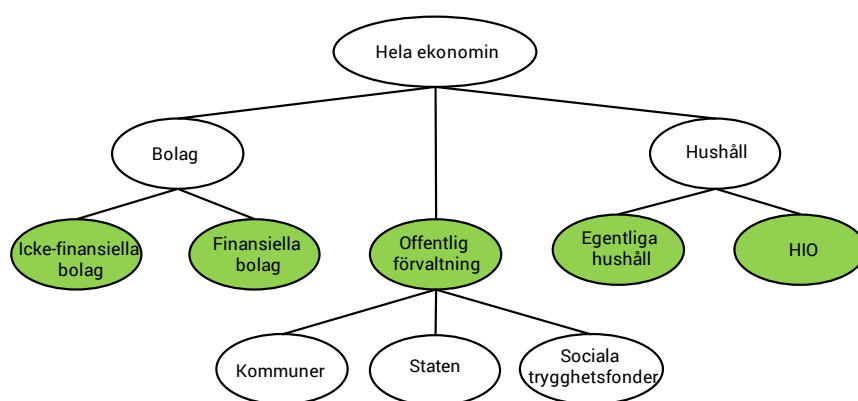 Hela ekonomin
Bolag
Hushåll
Icke-finansiella
bolag
Finansiella
bolag
Offentlig
förvaltning
Egentliga
hushåll
HIO
Kommuner
Staten
Sociala
trygghetsfonder